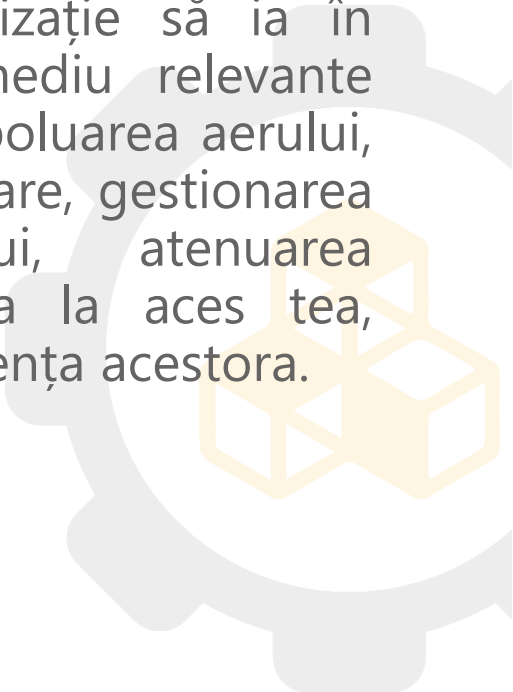 izație să ia în
mediu relevante
poluarea aerului,
are, gestionarea
ui, atenuarea
a la aces tea,
ența acestora.